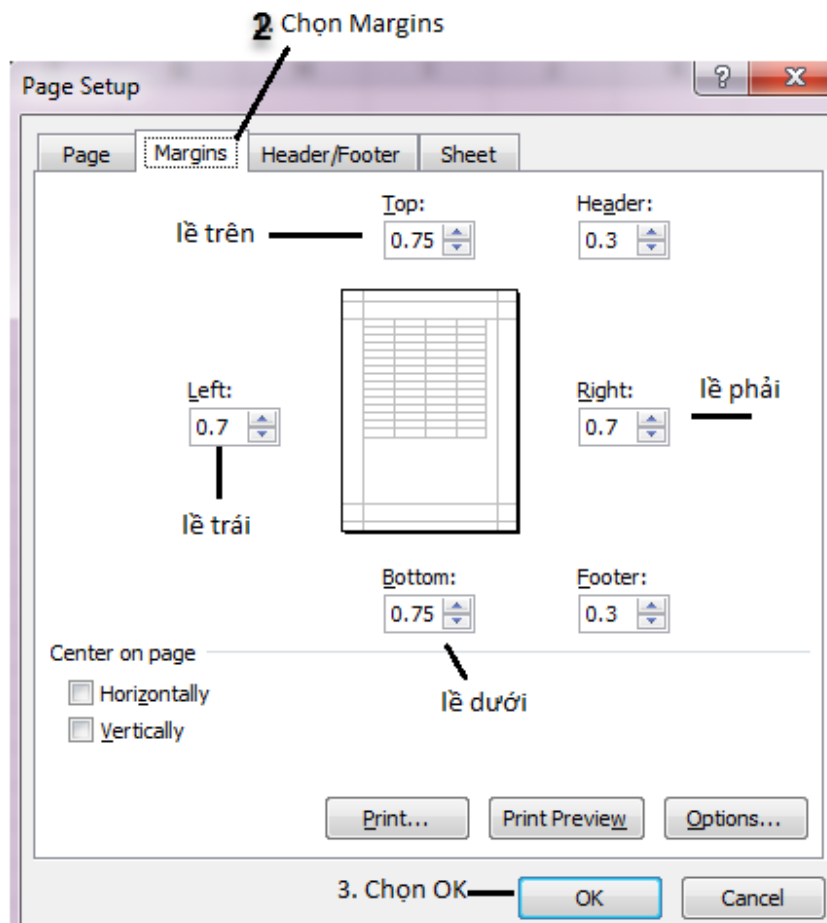 2. Chọn Margins
Page Setup
Page Margins Header/Footer Sheet
Top: Header:
lề trên 0.75 0.3
Left: Right: lề phải
0.7 0.7
lề trái
Bottom: Footer:
0.75 0.3
Center on page
Horizontally lề dưới
Vertically
Print... Print Preview Options...
3. Chọn OK OK Cancel